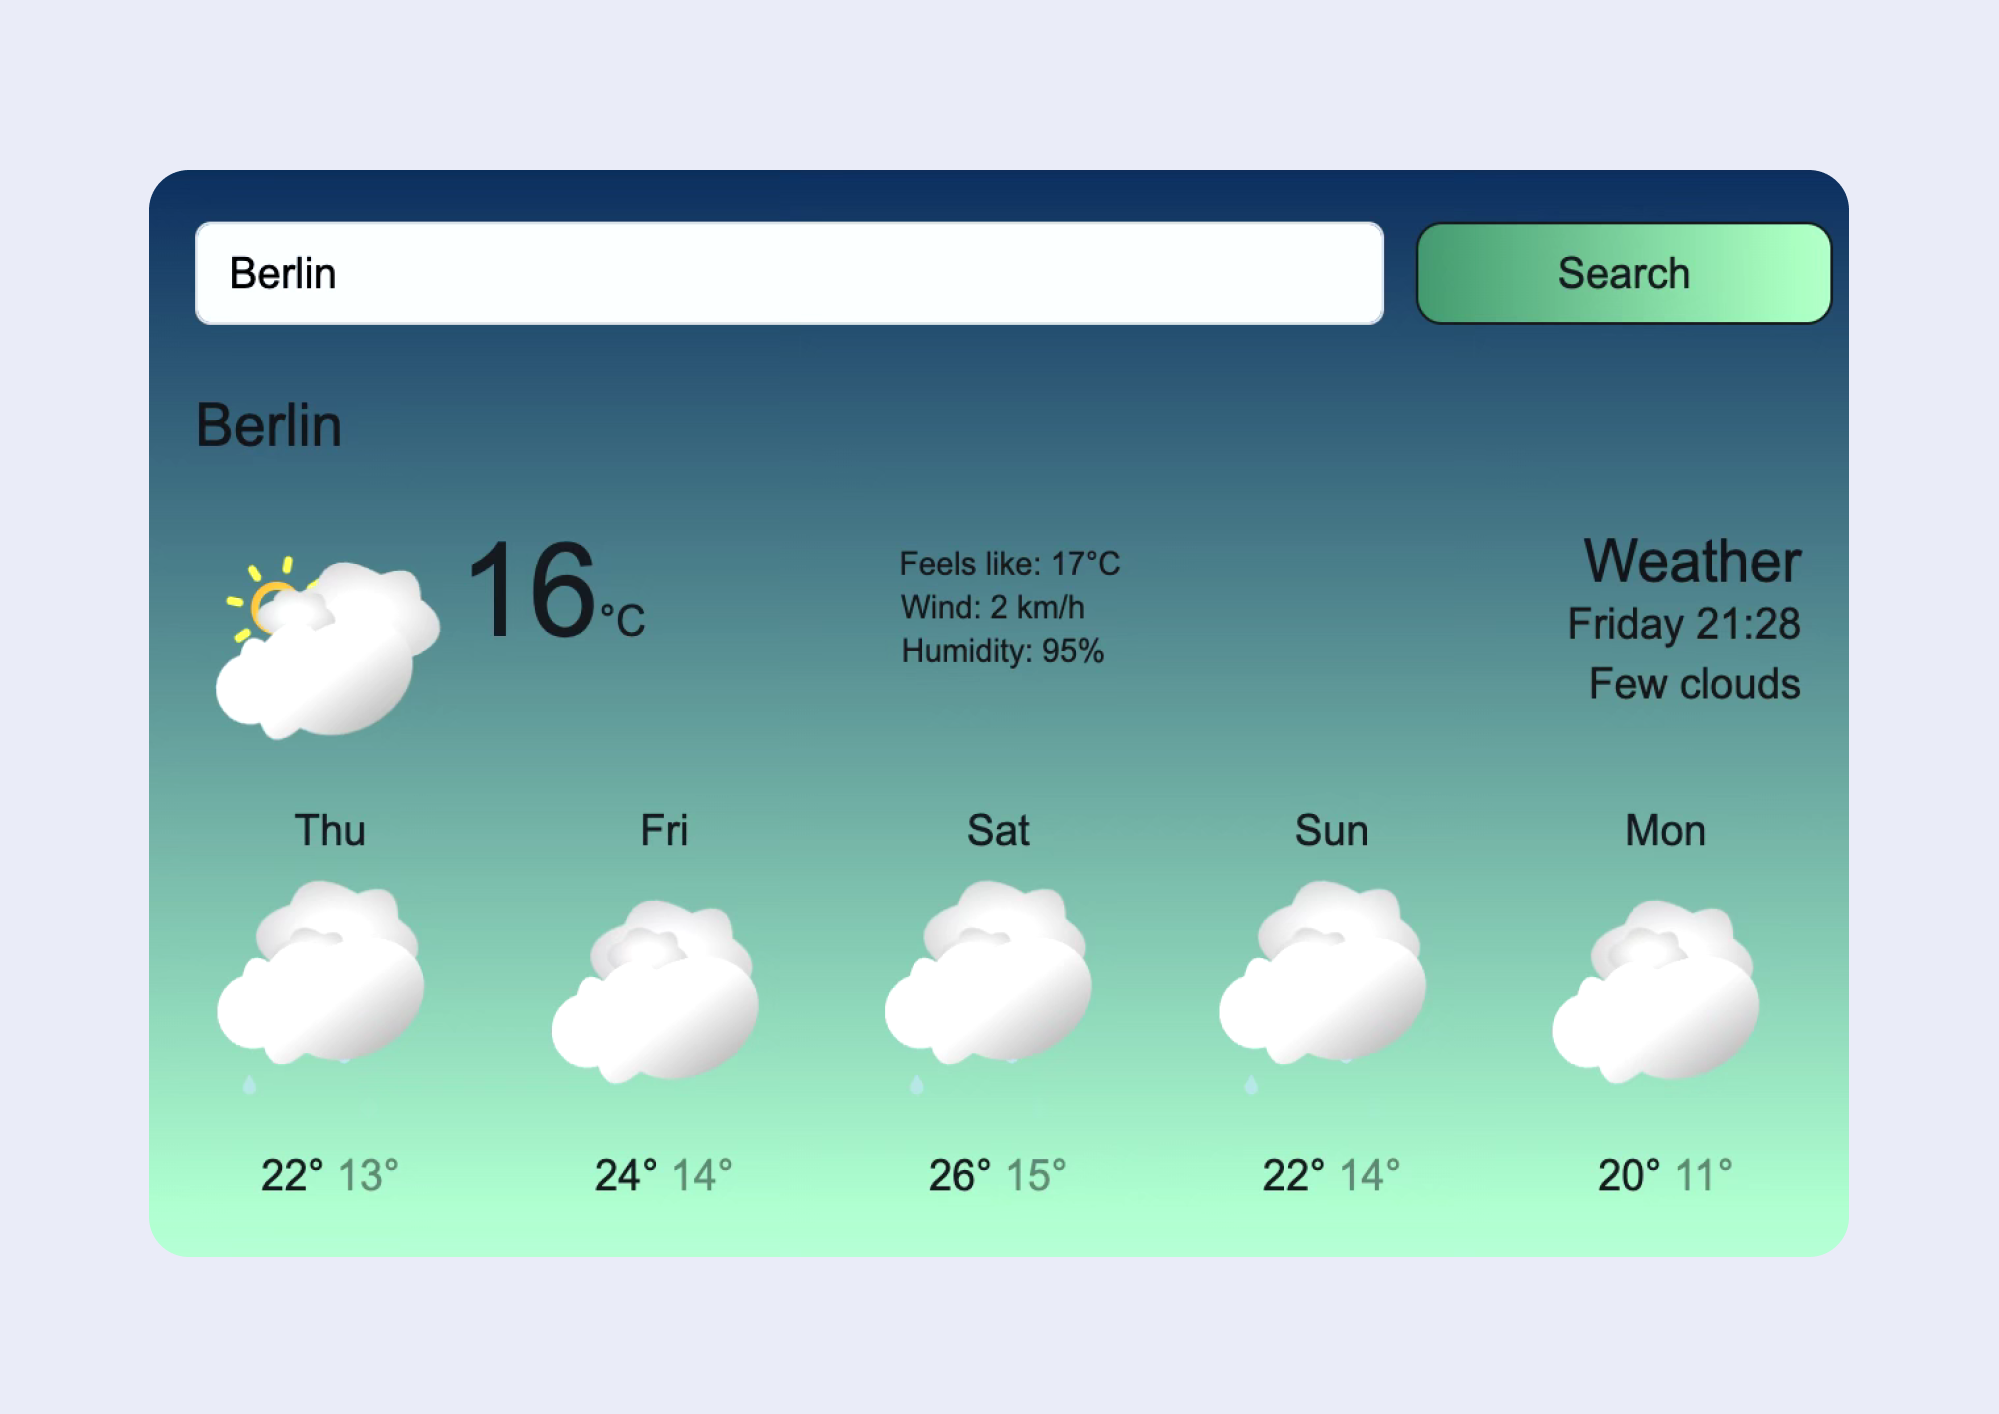 Berlin
Search
Berlin
16°C
Feels like: 17°C
Wind: 2 km/h
Humidity: 95%
Weather
Friday 21:28
Few clouds
Thu Fri Sat Sun Mon
22° 13° 24° 14° 26° 15° 22° 14° 20° 11°